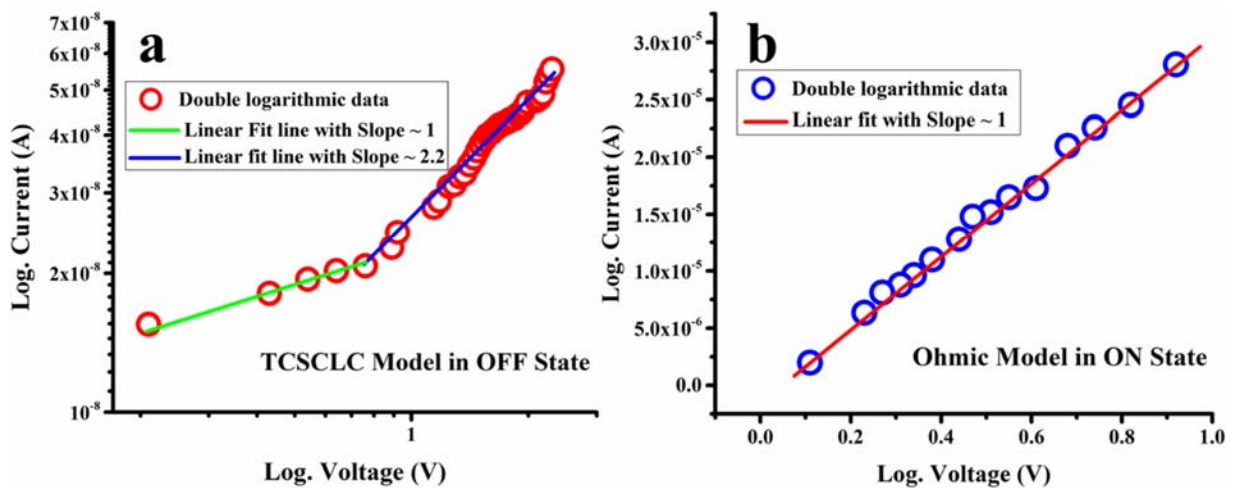 a
7x10⁻⁸
6x10⁻⁸
5x10⁻⁸
4x10⁻⁸
3x10⁻⁸
2x10⁻⁸
10⁻⁸
Log. Current (A)
Double logarithmic data
Linear Fit line with Slope ~ 1
Linear fit line with Slope ~ 2.2
TCSCLC Model in OFF State
1
Log. Voltage (V)
b
3.0x10⁻⁵
2.5x10⁻⁵
2.0x10⁻⁵
1.5x10⁻⁵
1.0x10⁻⁵
5.0x10⁻⁶
0.0
Log. Current (A)
Double logarithmic data
Linear fit with Slope ~ 1
Ohmic Model in ON State
0.0 0.2 0.4 0.6 0.8 1.0
Log. Voltage (V)